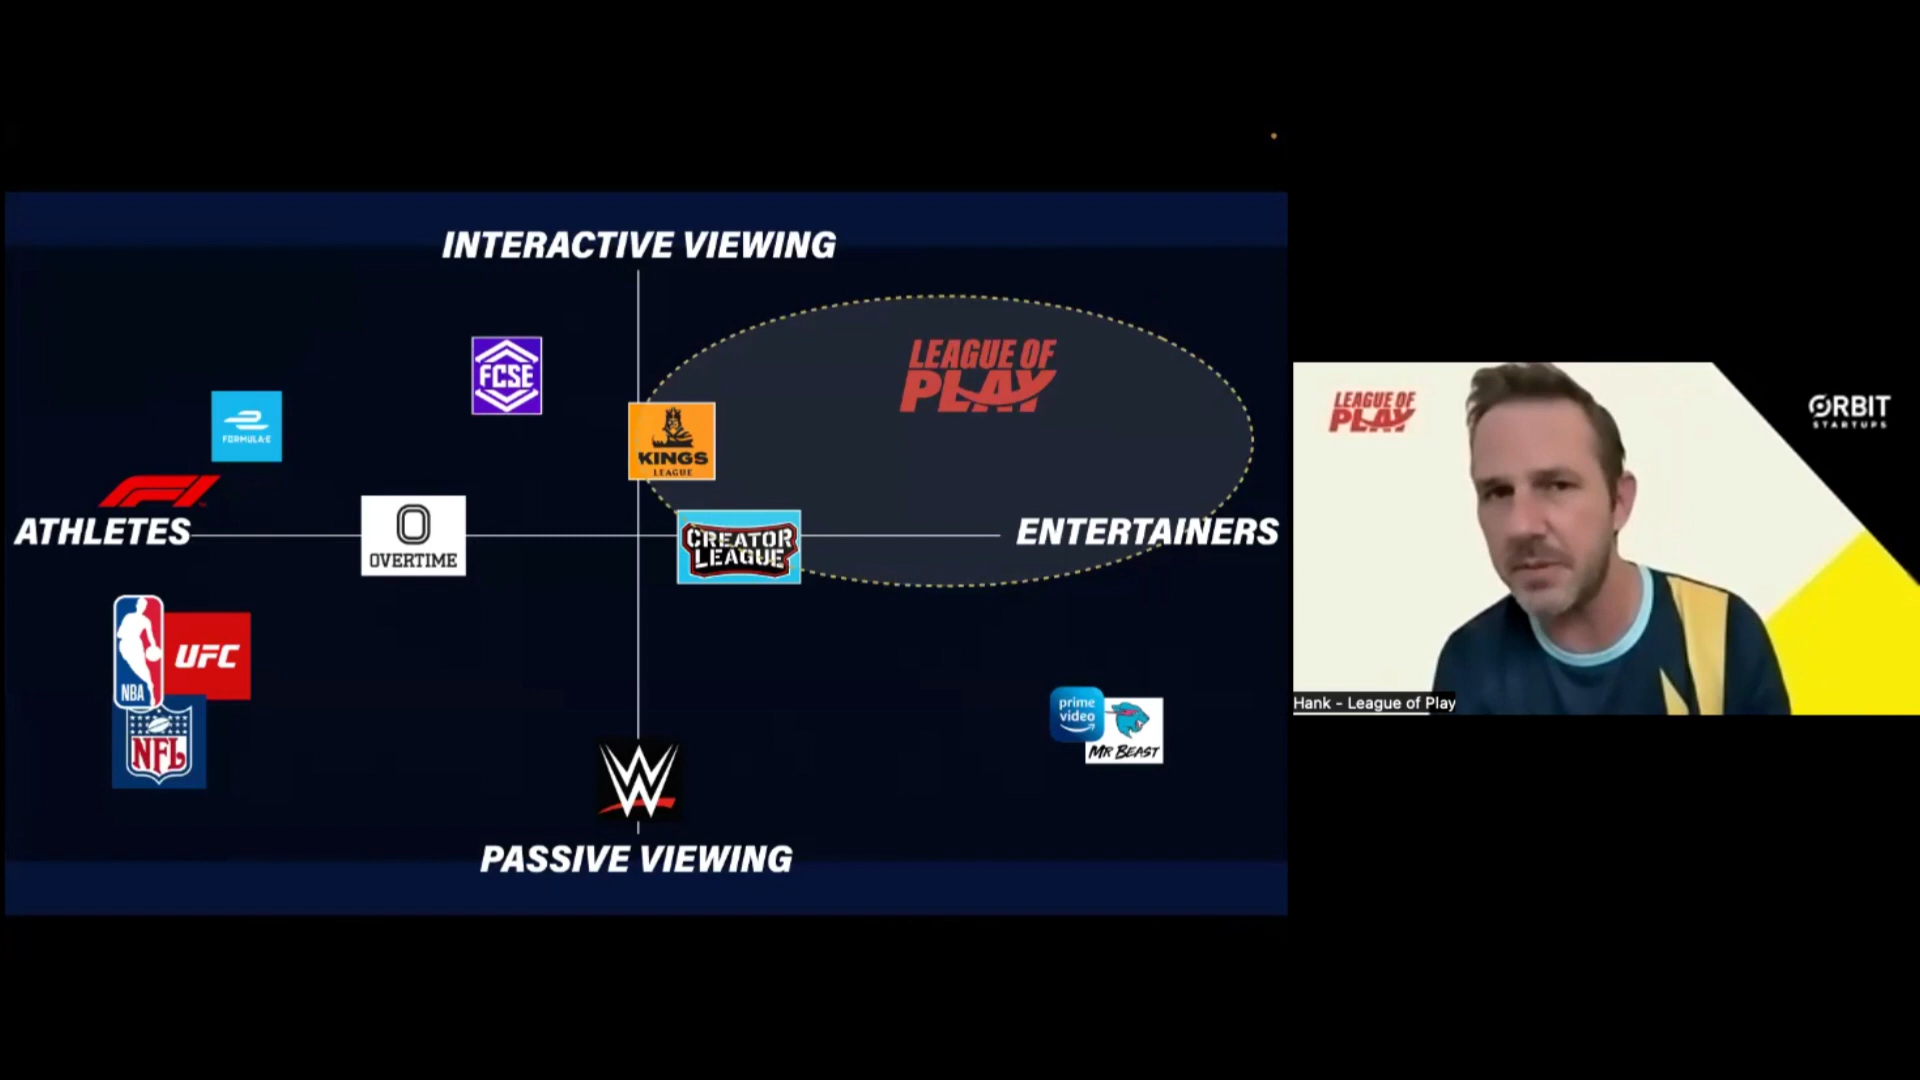 INTERACTIVE VIEWING
LEAGUE OF
PLAY
FCSE
FORMULA-E
KINGS
LEAGUE
F1
ATHLETES
OVERTIME
CREATOR
LEAGUE
ENTERTAINERS
NBA
UFC
NFL
prime
video
MR BEAST
W
PASSIVE VIEWING
LEAGUE OF
PLAY
ORBIT
STARTUPS
Hank - League of Play